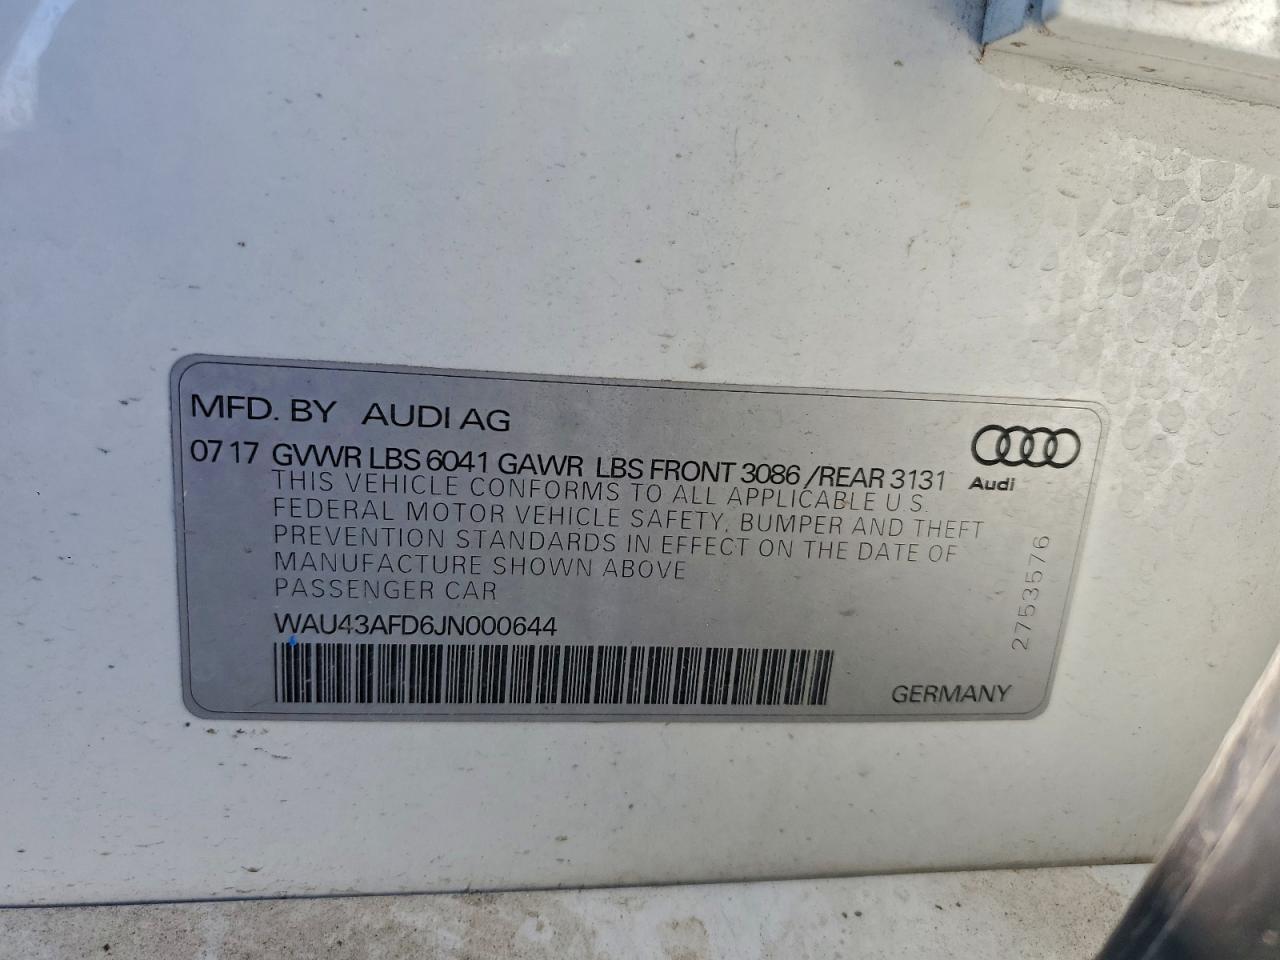 MFD. BY AUDI AG
07 17 GVWR LBS 6041 GAWR LBS FRONT 3086 /REAR 3131
Audi
THIS VEHICLE CONFORMS TO ALL APPLICABLE U.S.
FEDERAL MOTOR VEHICLE SAFETY, BUMPER AND THEFT
PREVENTION STANDARDS IN EFFECT ON THE DATE OF
MANUFACTURE SHOWN ABOVE
PASSENGER CAR
WAU43AFD6JN000644
GERMANY
2753576